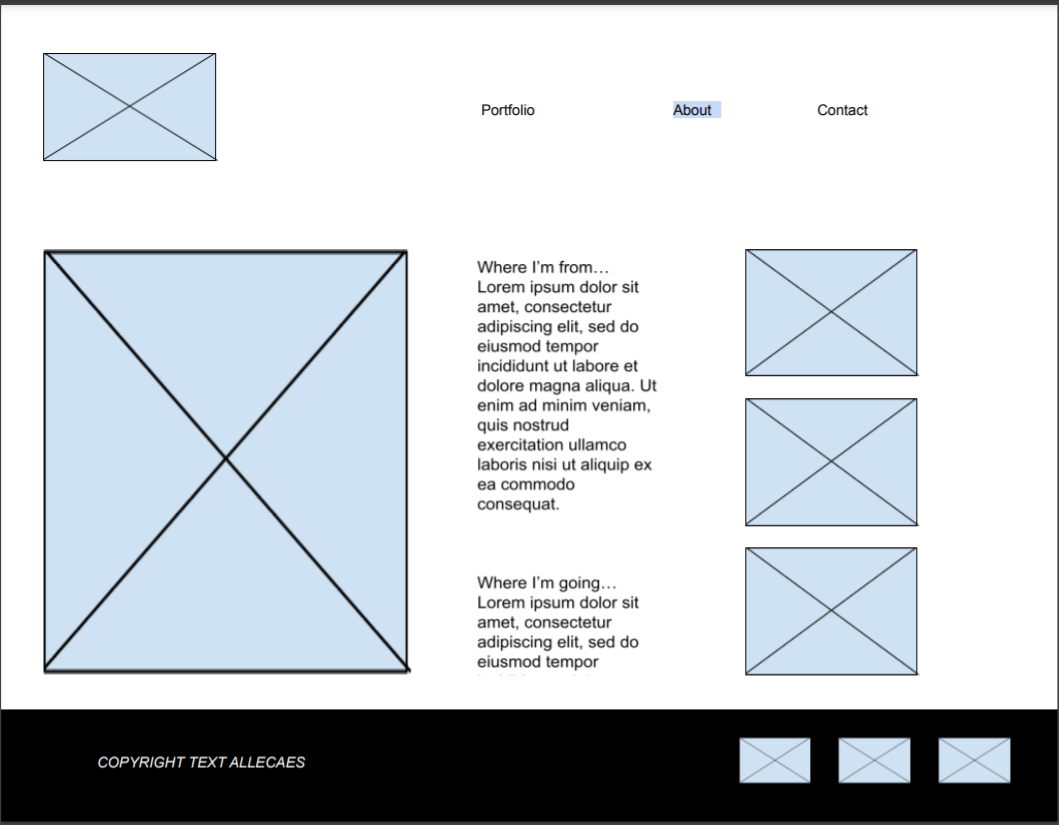 Portfolio About Contact
Where I'm from…
Lorem ipsum dolor sit
amet, consectetur
adipiscing elit, sed do
eiusmod tempor
incididunt ut labore et
dolore magna aliqua. Ut
enim ad minim veniam,
quis nostrud
exercitation ullamco
laboris nisi ut aliquip ex
ea commodo
consequat.
Where I'm going…
Lorem ipsum dolor sit
amet, consectetur
adipiscing elit, sed do
eiusmod tempor
COPYRIGHT TEXT ALLECAES